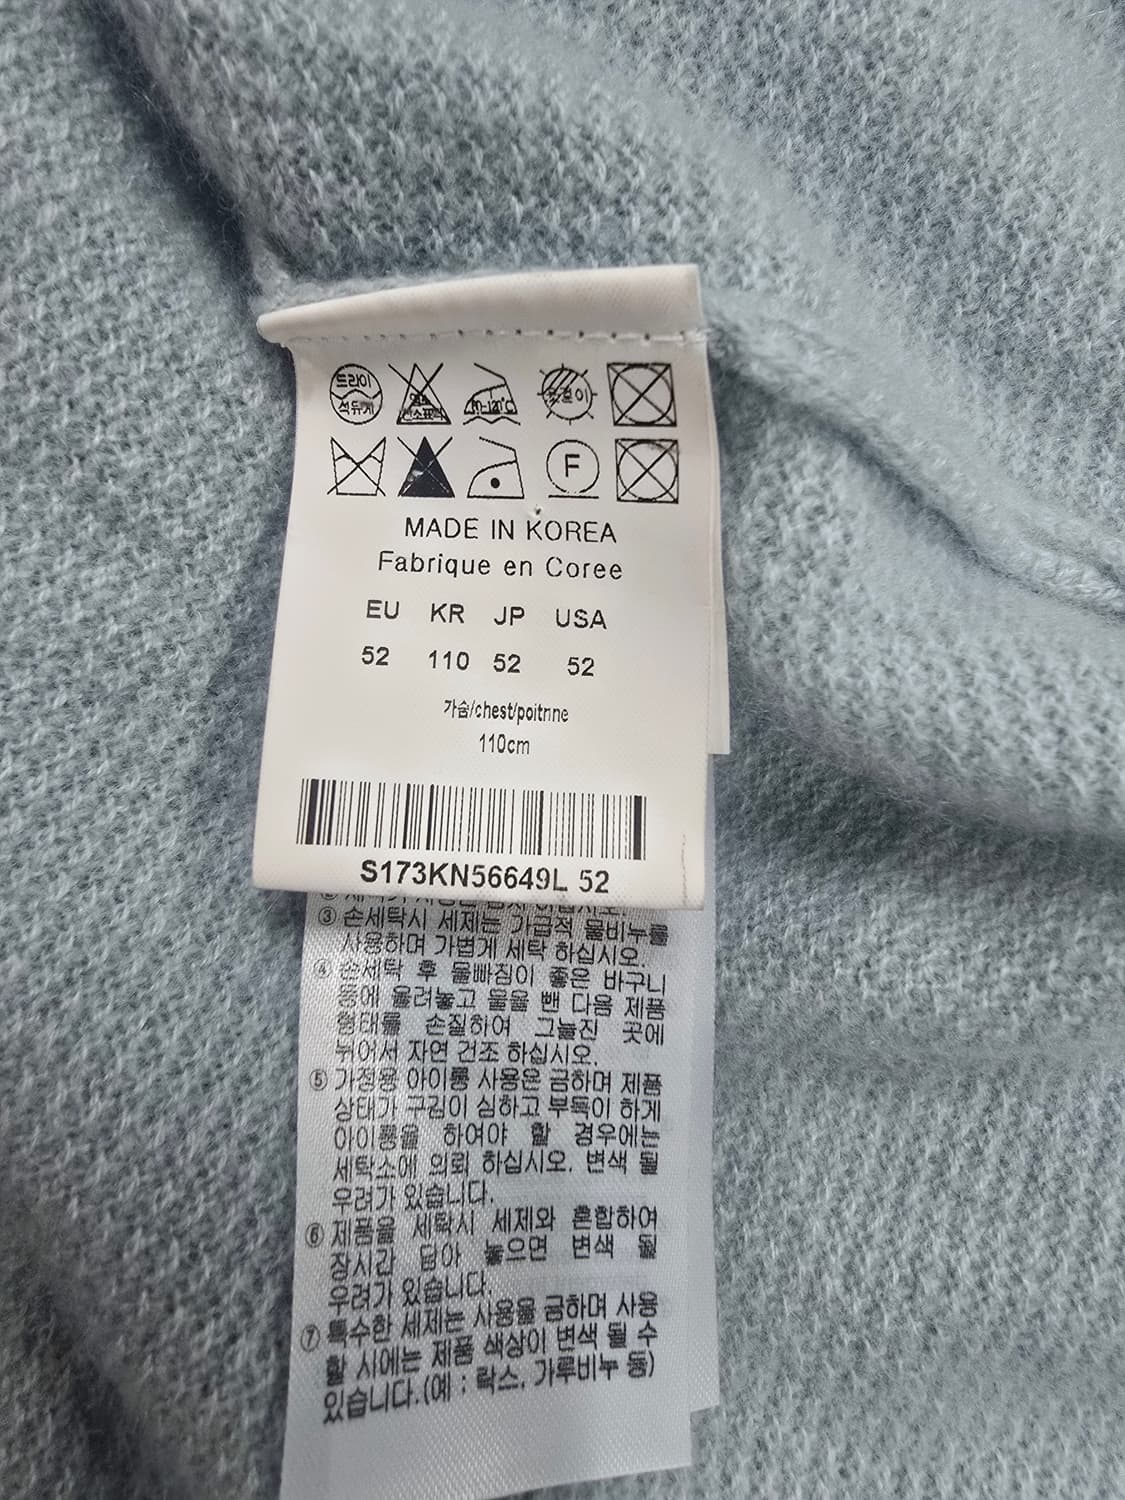 드라이
석유계
염소표백
80~120℃
F
MADE IN KOREA
Fabrique en Coree
EU KR JP USA
52 110 52 52
가슴/chest/poitrine
110cm
S173KN56649L 52
③ 손세탁시 세제는 가급적 물비누를
사용하며 가볍게 세탁 하십시오.
④ 손세탁 후 물빠짐이 좋은 바구니
등에 올려놓고 물을 뺀 다음 제품
형태를 손질하여 그늘진 곳에
뉘어서 자연 건조 하십시오.
⑤ 가정용 아이롱 사용은 금하며 제품
상태가 구김이 심하고 부득이 하게
아이롱을 하여야 할 경우에는
세탁소에 의뢰 하십시오. 변색 될
우려가 있습니다.
⑥ 제품을 세탁시 세제와 혼합하여
장시간 담아 놓으면 변색 될
우려가 있습니다.
⑦ 특수한 세제는 사용을 금하며 사용
할 시에는 제품 색상이 변색 될 수
있습니다.(예 : 락스, 가루비누 등)